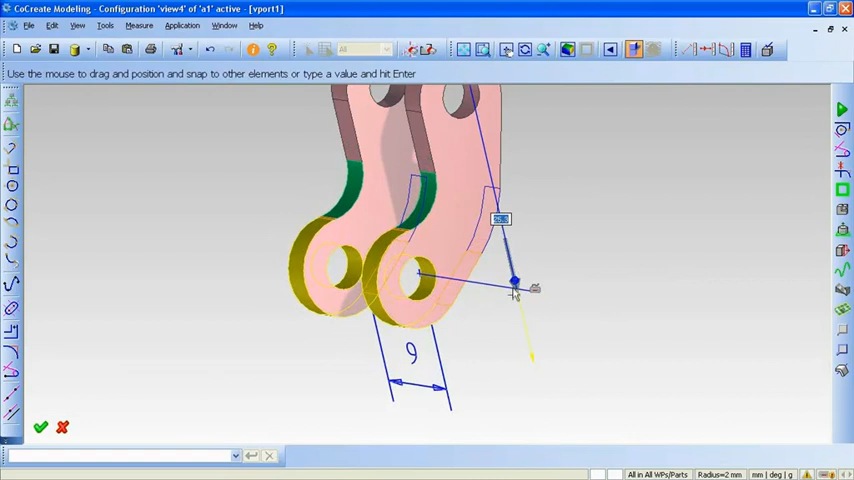 CoCreate Modeling - Configuration 'view4' of 'a1' active - [vport1]
File Edit View Tools Measure Application Window Help
All
Use the mouse to drag and position and snap to other elements or type a value and hit Enter
9
All in All WPs/Parts Radius=2 mm mm | deg | g